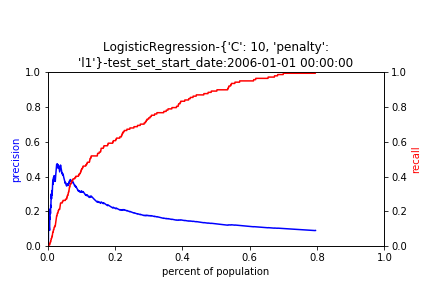 LogisticRegression-{'C': 10, 'penalty':
'l1'}-test_set_start_date:2006-01-01 00:00:00
1.0
0.8
0.6
0.4
0.2
0.0
precision
1.0
0.8
0.6
0.4
0.2
0.0
recall
0.0 0.2 0.4 0.6 0.8 1.0
percent of population